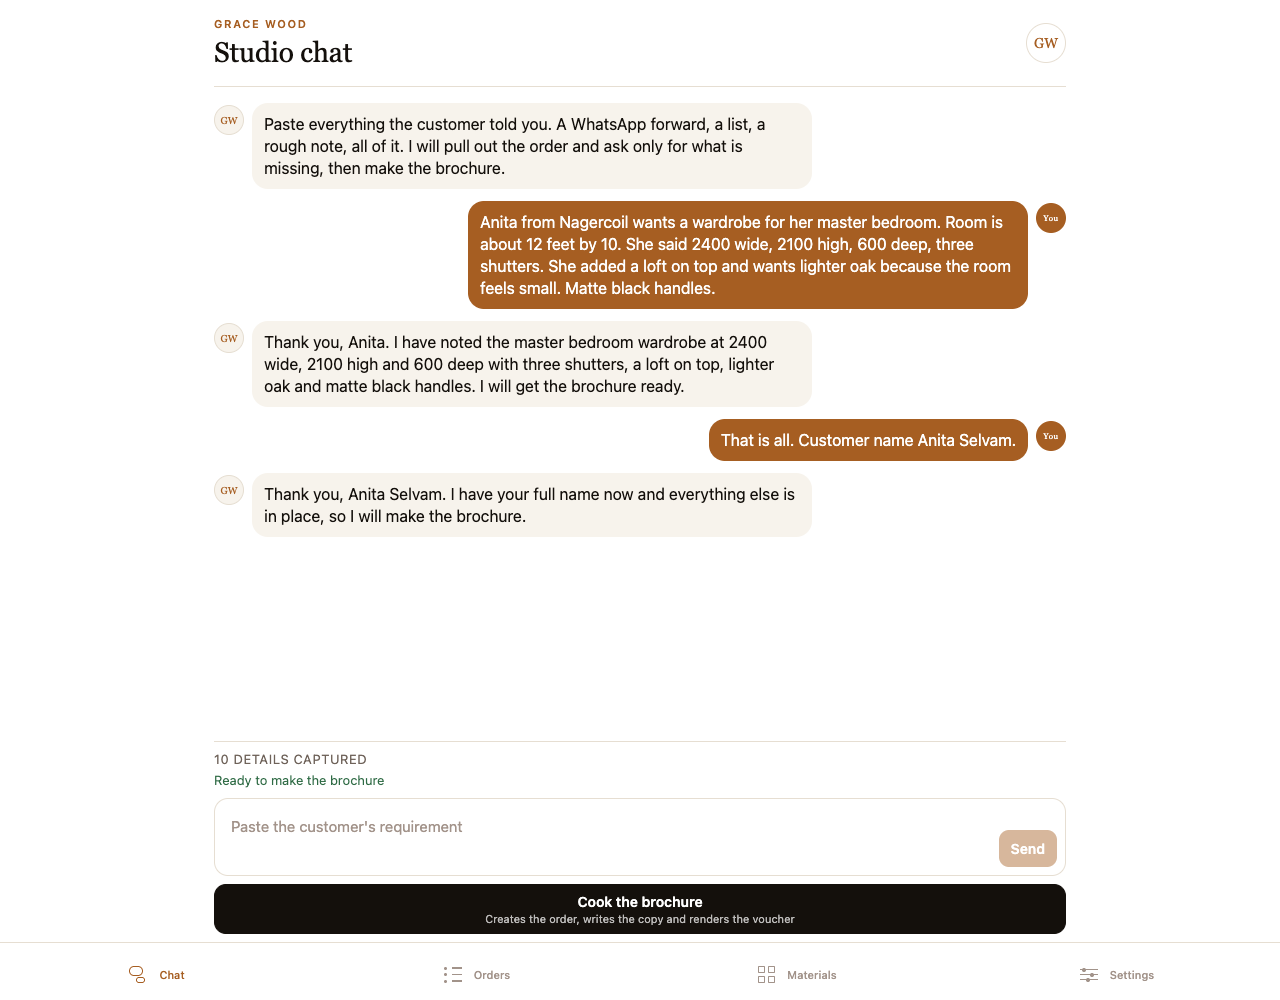 GRACE WOOD
Studio chat
GW
GW
Paste everything the customer told you. A WhatsApp forward, a list, a
rough note, all of it. I will pull out the order and ask only for what is
missing, then make the brochure.
Anita from Nagercoil wants a wardrobe for her master bedroom. Room is
about 12 feet by 10. She said 2400 wide, 2100 high, 600 deep, three
shutters. She added a loft on top and wants lighter oak because the room
feels small. Matte black handles.
You
GW
Thank you, Anita. I have noted the master bedroom wardrobe at 2400
wide, 2100 high and 600 deep with three shutters, a loft on top, lighter
oak and matte black handles. I will get the brochure ready.
That is all. Customer name Anita Selvam.
You
GW
Thank you, Anita Selvam. I have your full name now and everything else is
in place, so I will make the brochure.
10 DETAILS CAPTURED
Ready to make the brochure
Paste the customer's requirement
Send
Cook the brochure
Creates the order, writes the copy and renders the voucher
Chat
Orders
Materials
Settings